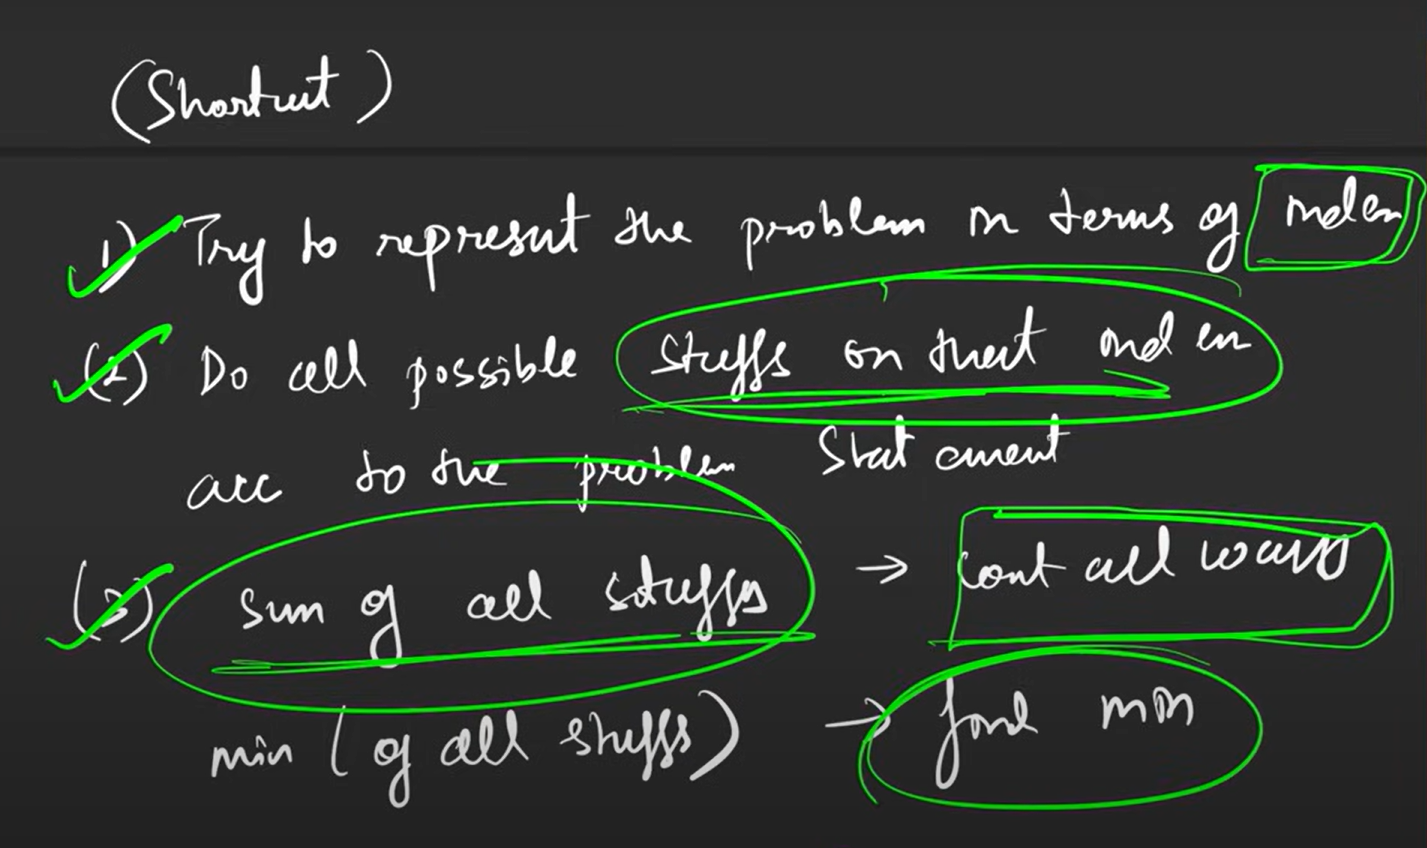 (Shortcut)
1) Try to represent the problem in terms of index
(2) Do all possible stuffs on that index
acc to the problem Statement
(3) sum of all stuffs → count all ways
min (of all stuffs) → find min